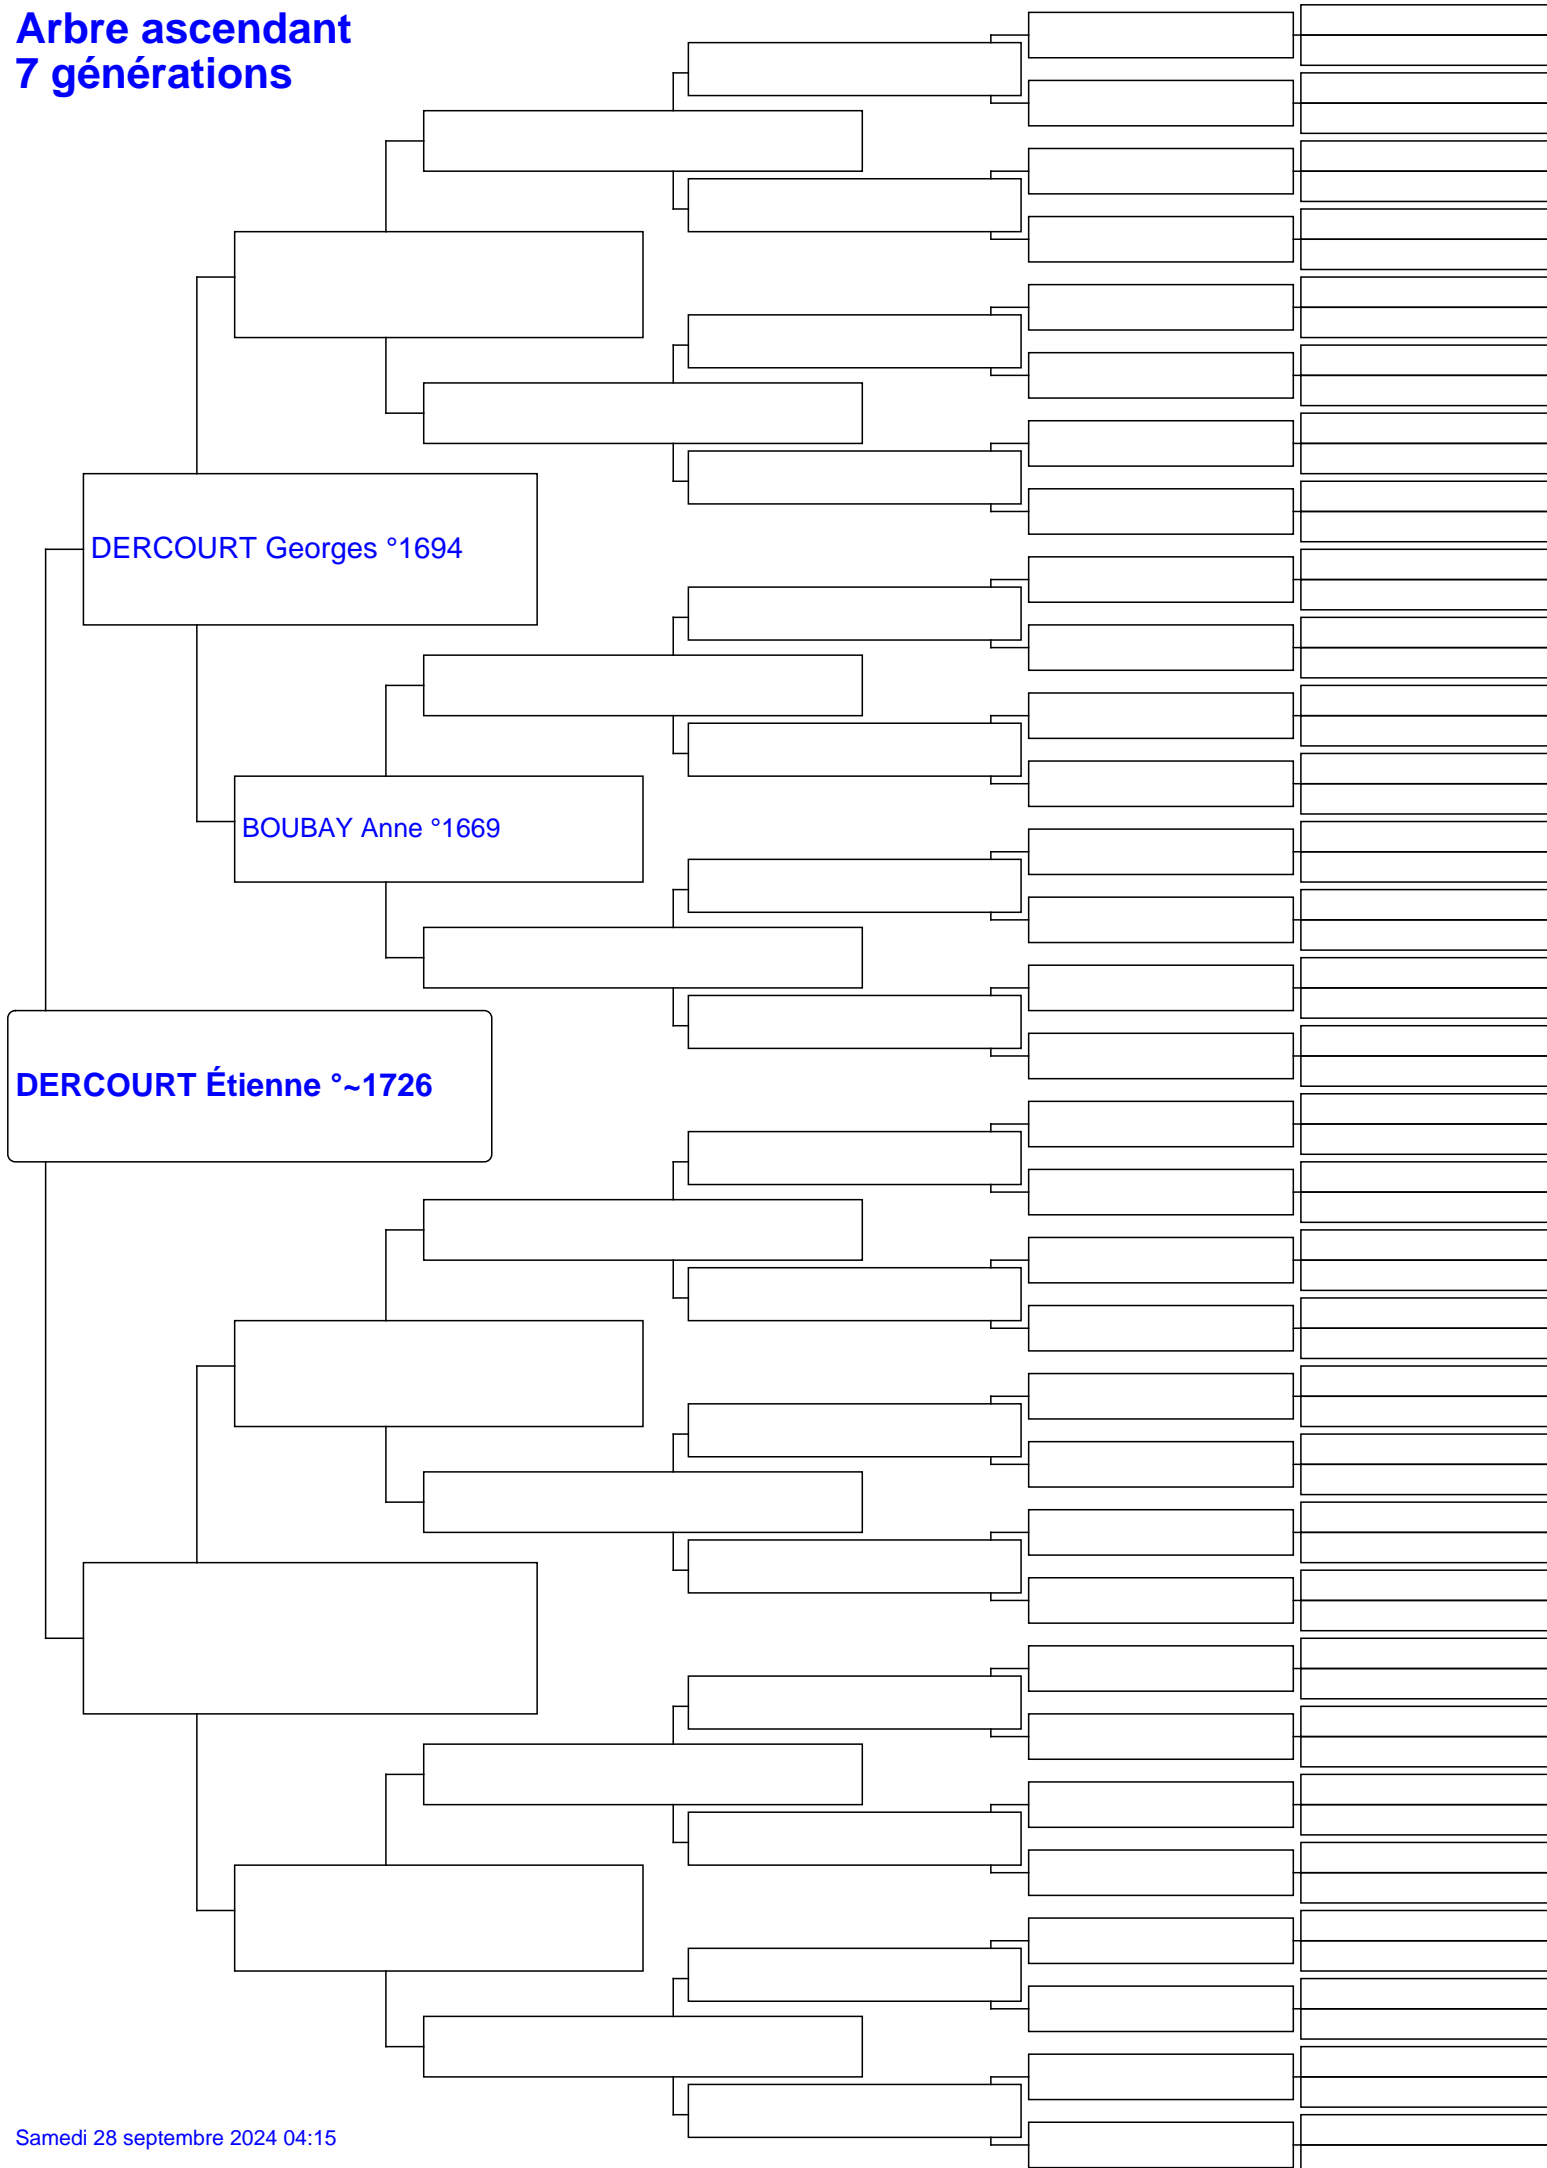 Arbre ascendant
7 générations
DERCOURT Georges °1694
BOUBAY Anne °1669
DERCOURT Étienne °~1726
Samedi 28 septembre 2024 04:15